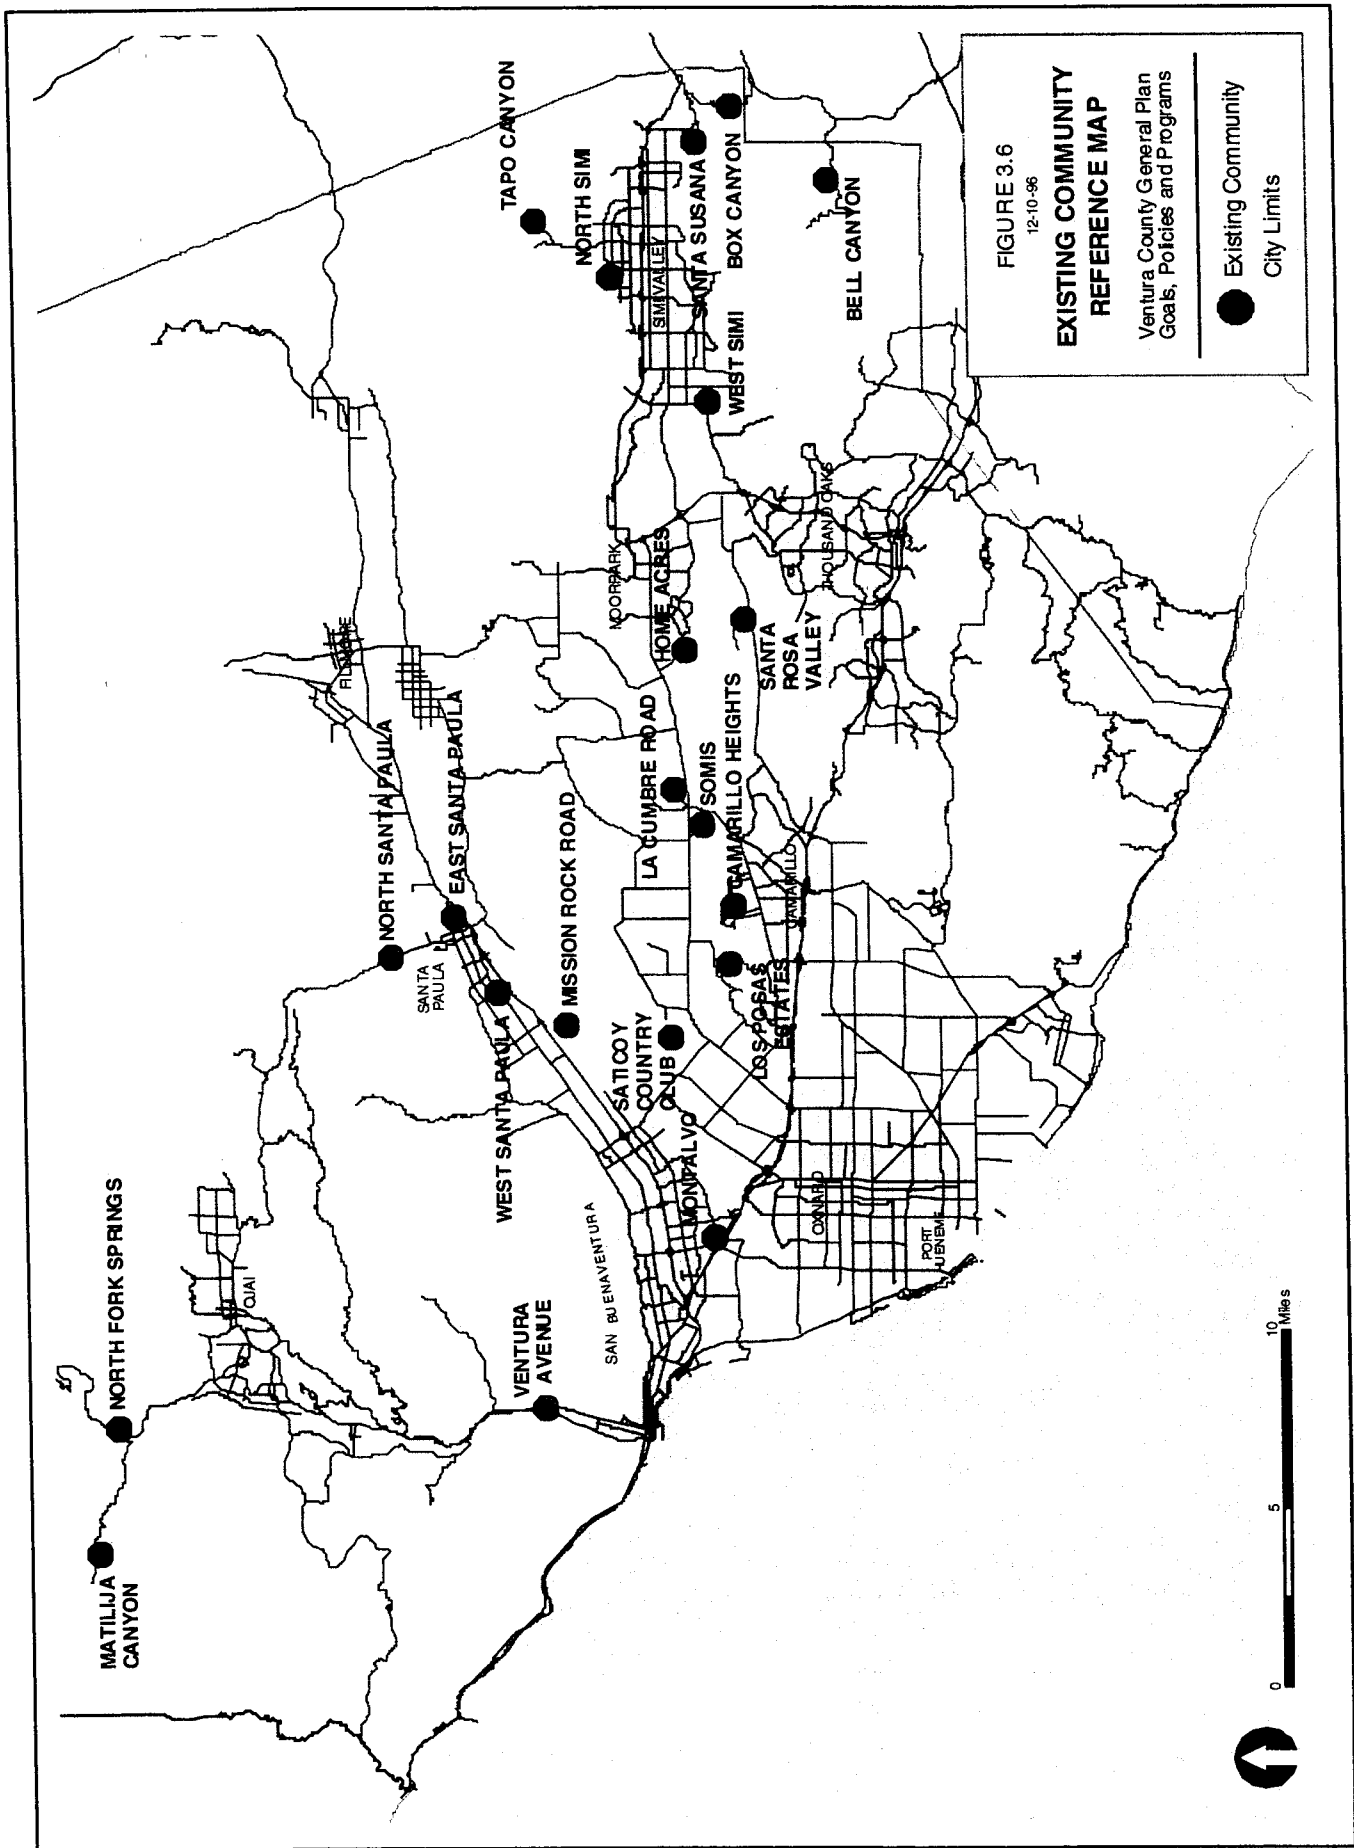 MATILIJA
CANYON
NORTH FORK SPRINGS
OJAI
VENTURA
AVENUE
SAN BUENAVENTURA
NORTH SANTA PAULA
SANTA
PAULA
EAST SANTA PAULA
WEST SANTA PAULA
MISSION ROCK ROAD
SATICOY
COUNTRY
CLUB
MONTALVO
FILLMORE
LA CUMBRE ROAD
SOMIS
CAMARILLO HEIGHTS
CAMARILLO
LOS POSAS
ESTATES
OXNARD
PORT
HUENEME
MOORPARK
HOME ACRES
SANTA
ROSA
VALLEY
THOUSAND OAKS
TAPO CANYON
NORTH SIMI
SIMI VALLEY
SANTA SUSANA
BOX CANYON
WEST SIMI
BELL CANYON
FIGURE 3.6
12-10-96
EXISTING COMMUNITY
REFERENCE MAP
Ventura County General Plan
Goals, Policies and Programs
Existing Community
City Limits
0 5 10
Miles